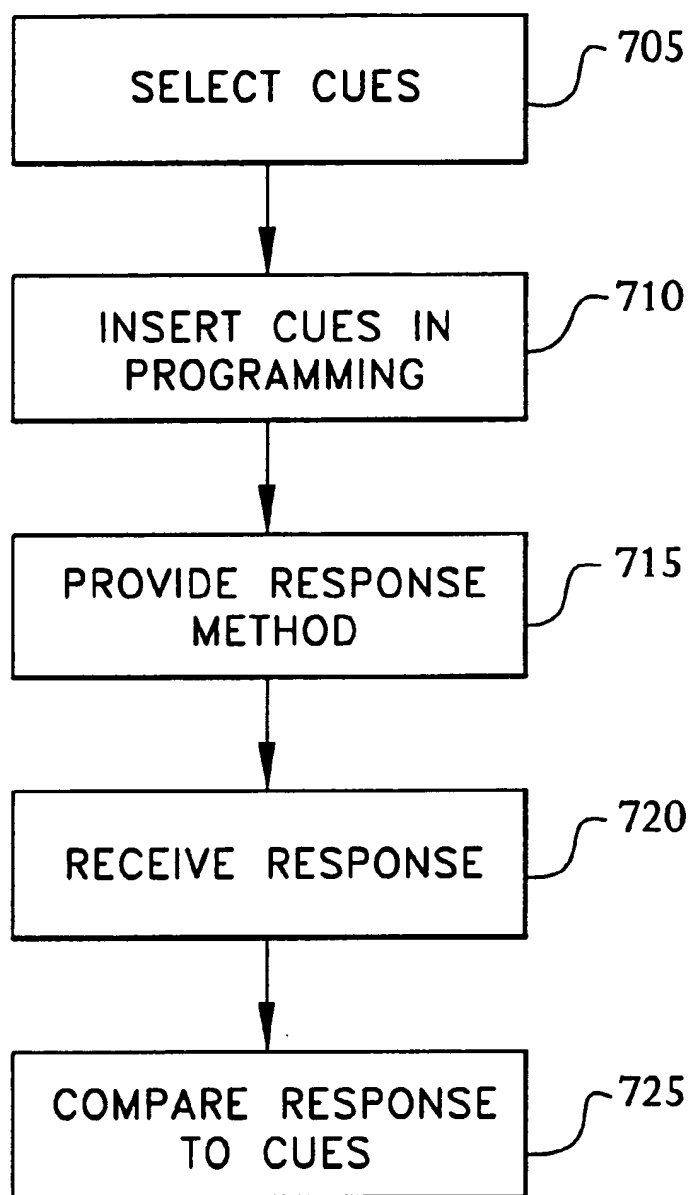 SELECT CUES
705
INSERT CUES IN
PROGRAMMING
710
PROVIDE RESPONSE
METHOD
715
RECEIVE RESPONSE
720
COMPARE RESPONSE
TO CUES
725